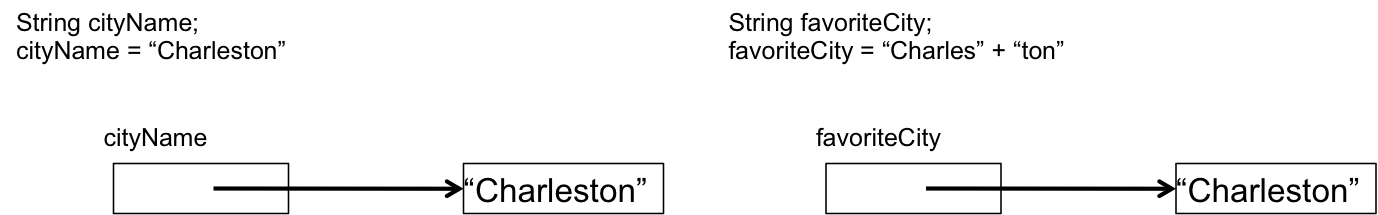 String cityName;
cityName = “Charleston”
cityName
“Charleston”
String favoriteCity;
favoriteCity = “Charles” + “ton”
favoriteCity
“Charleston”